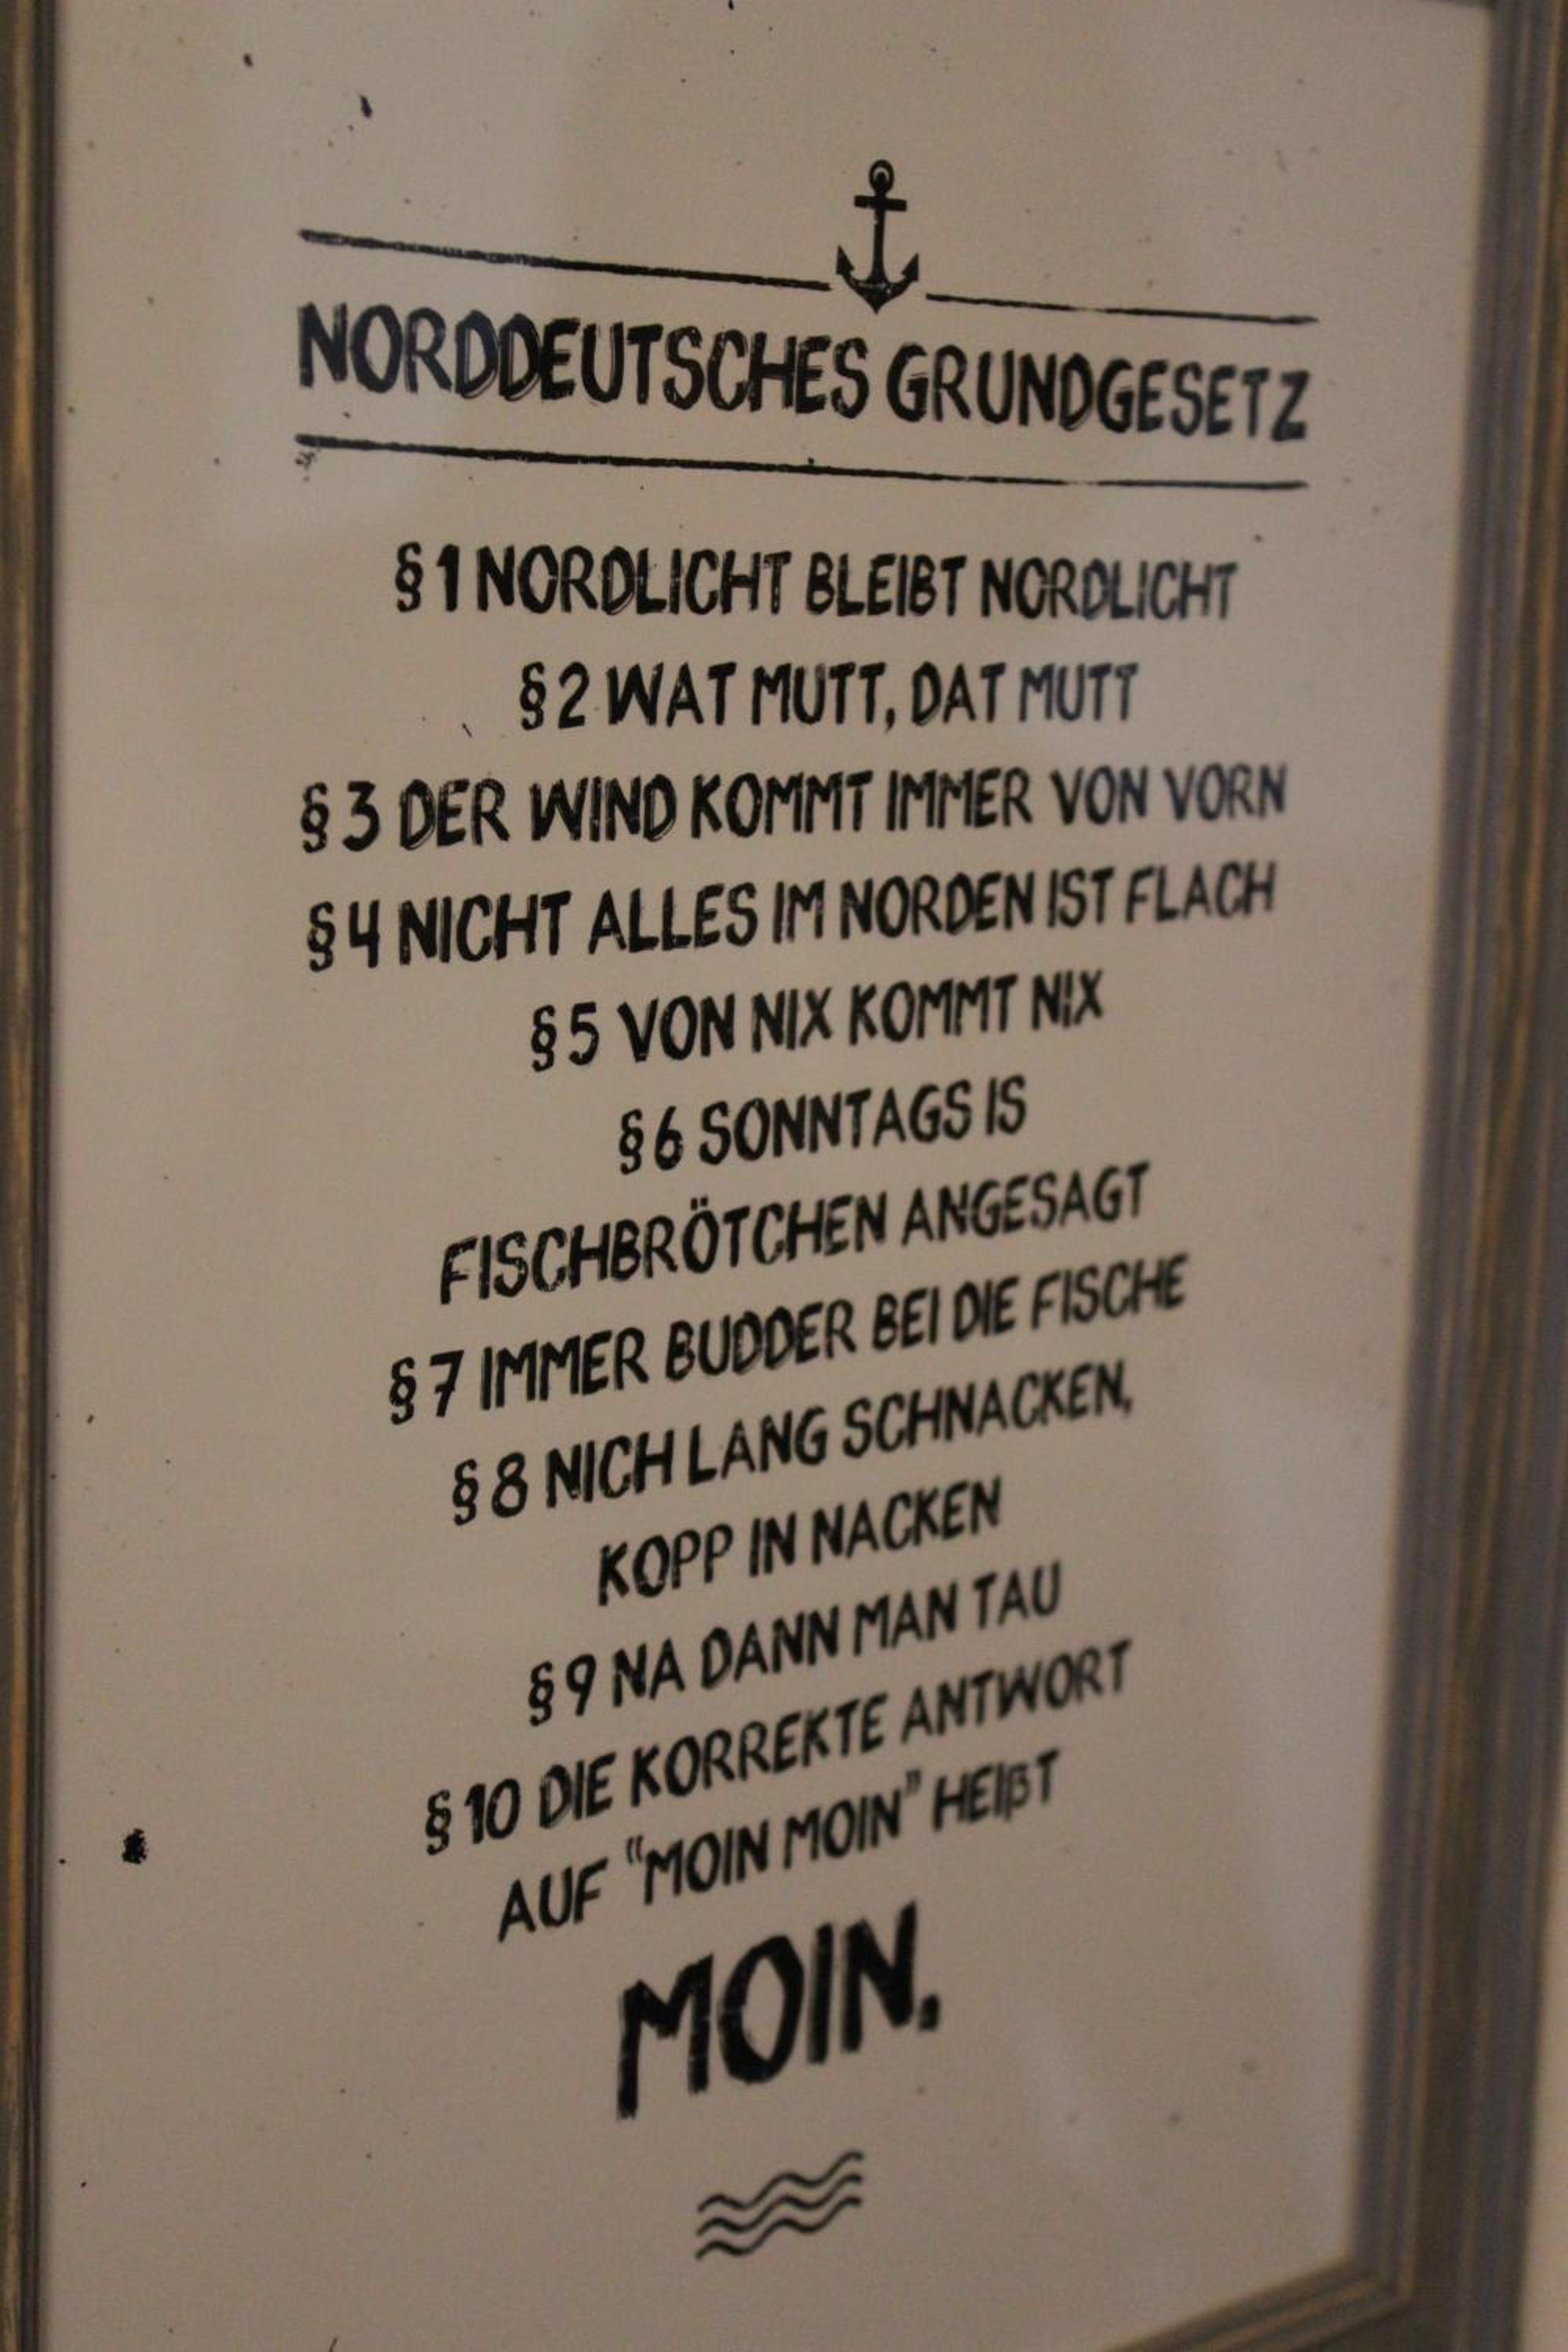 NORDDEUTSCHES GRUNDGESETZ
§1 NORDLICHT BLEIBT NORDLICHT
§2 WAT MUTT, DAT MUTT
§3 DER WIND KOMMT IMMER VON VORN
§4 NICHT ALLES IM NORDEN IST FLACH
§5 VON NIX KOMMT NIX
§6 SONNTAGS IS
FISCHBRÖTCHEN ANGESAGT
§7 IMMER BUDDER BEI DIE FISCHE
§8 NICH LANG SCHNACKEN,
KOPP IN NACKEN
§9 NA DANN MAN TAU
§10 DIE KORREKTE ANTWORT
AUF "MOIN MOIN" HEIßT
MOIN.